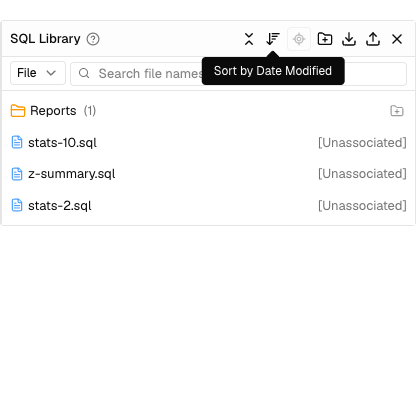 SQL Library
Sort by Date Modified
File
Search file names
Reports (1)
stats-10.sql [Unassociated]
z-summary.sql [Unassociated]
stats-2.sql [Unassociated]